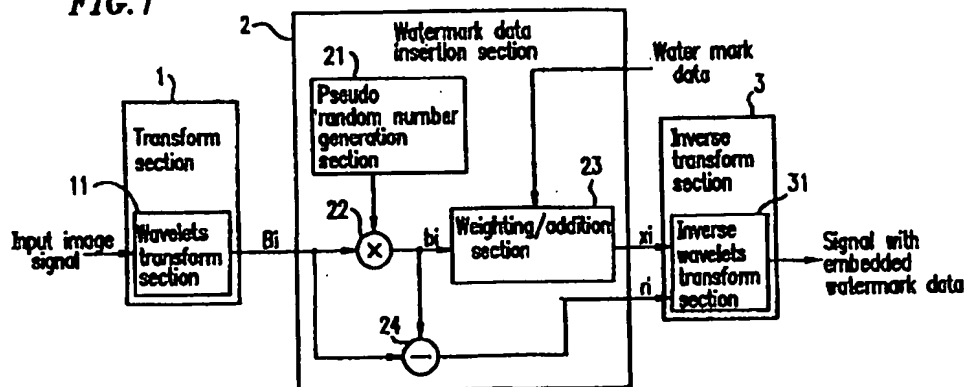 FIG. 1
2
Watermark data
insertion section
Water mark
data
21
Pseudo
random number
generation
section
1
Transform
section
3
Inverse
transform
section
11
Wavelets
transform
section
Input image
signal
Bi
22
×
bi
23
Weighting/addition
section
xi
ri
31
Inverse
wavelets
transform
section
Signal with
embedded
watermark data
24
−